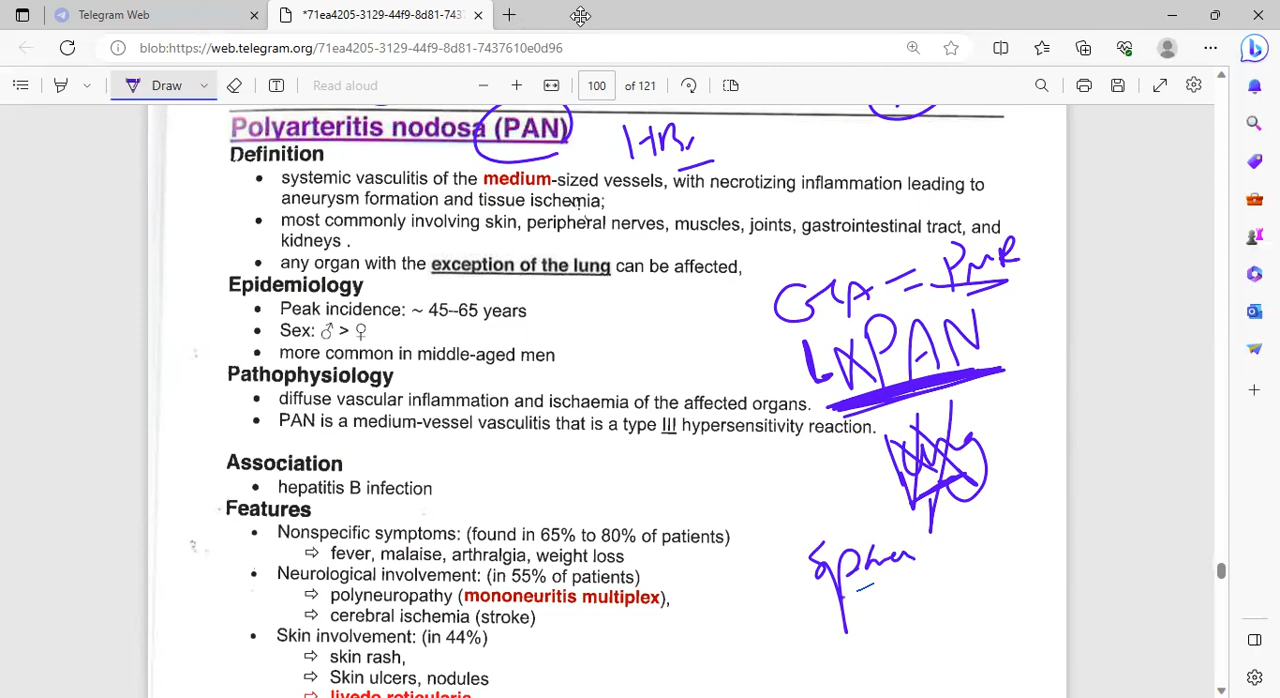 Telegram Web
*71ea4205-3129-44f9-8d81-7437
blob:https://web.telegram.org/71ea4205-3129-44f9-8d81-7437610e0d96
Draw
Read aloud
100 of 121
Polyarteritis nodosa (PAN)
HBV
Definition
• systemic vasculitis of the medium-sized vessels, with necrotizing inflammation leading to
aneurysm formation and tissue ischemia;
• most commonly involving skin, peripheral nerves, muscles, joints, gastrointestinal tract, and
kidneys .
• any organ with the exception of the lung can be affected,
GCA = PMR
XPAN
Epidemiology
• Peak incidence: ~ 45--65 years
• Sex: ♂ > ♀
• more common in middle-aged men
Pathophysiology
• diffuse vascular inflammation and ischaemia of the affected organs.
• PAN is a medium-vessel vasculitis that is a type III hypersensitivity reaction.
Association
• hepatitis B infection
Features
• Nonspecific symptoms: (found in 65% to 80% of patients)
⇨ fever, malaise, arthralgia, weight loss
• Neurological involvement: (in 55% of patients)
⇨ polyneuropathy (mononeuritis multiplex),
⇨ cerebral ischemia (stroke)
• Skin involvement: (in 44%)
⇨ skin rash,
⇨ Skin ulcers, nodules
⇨ livedo reticularis